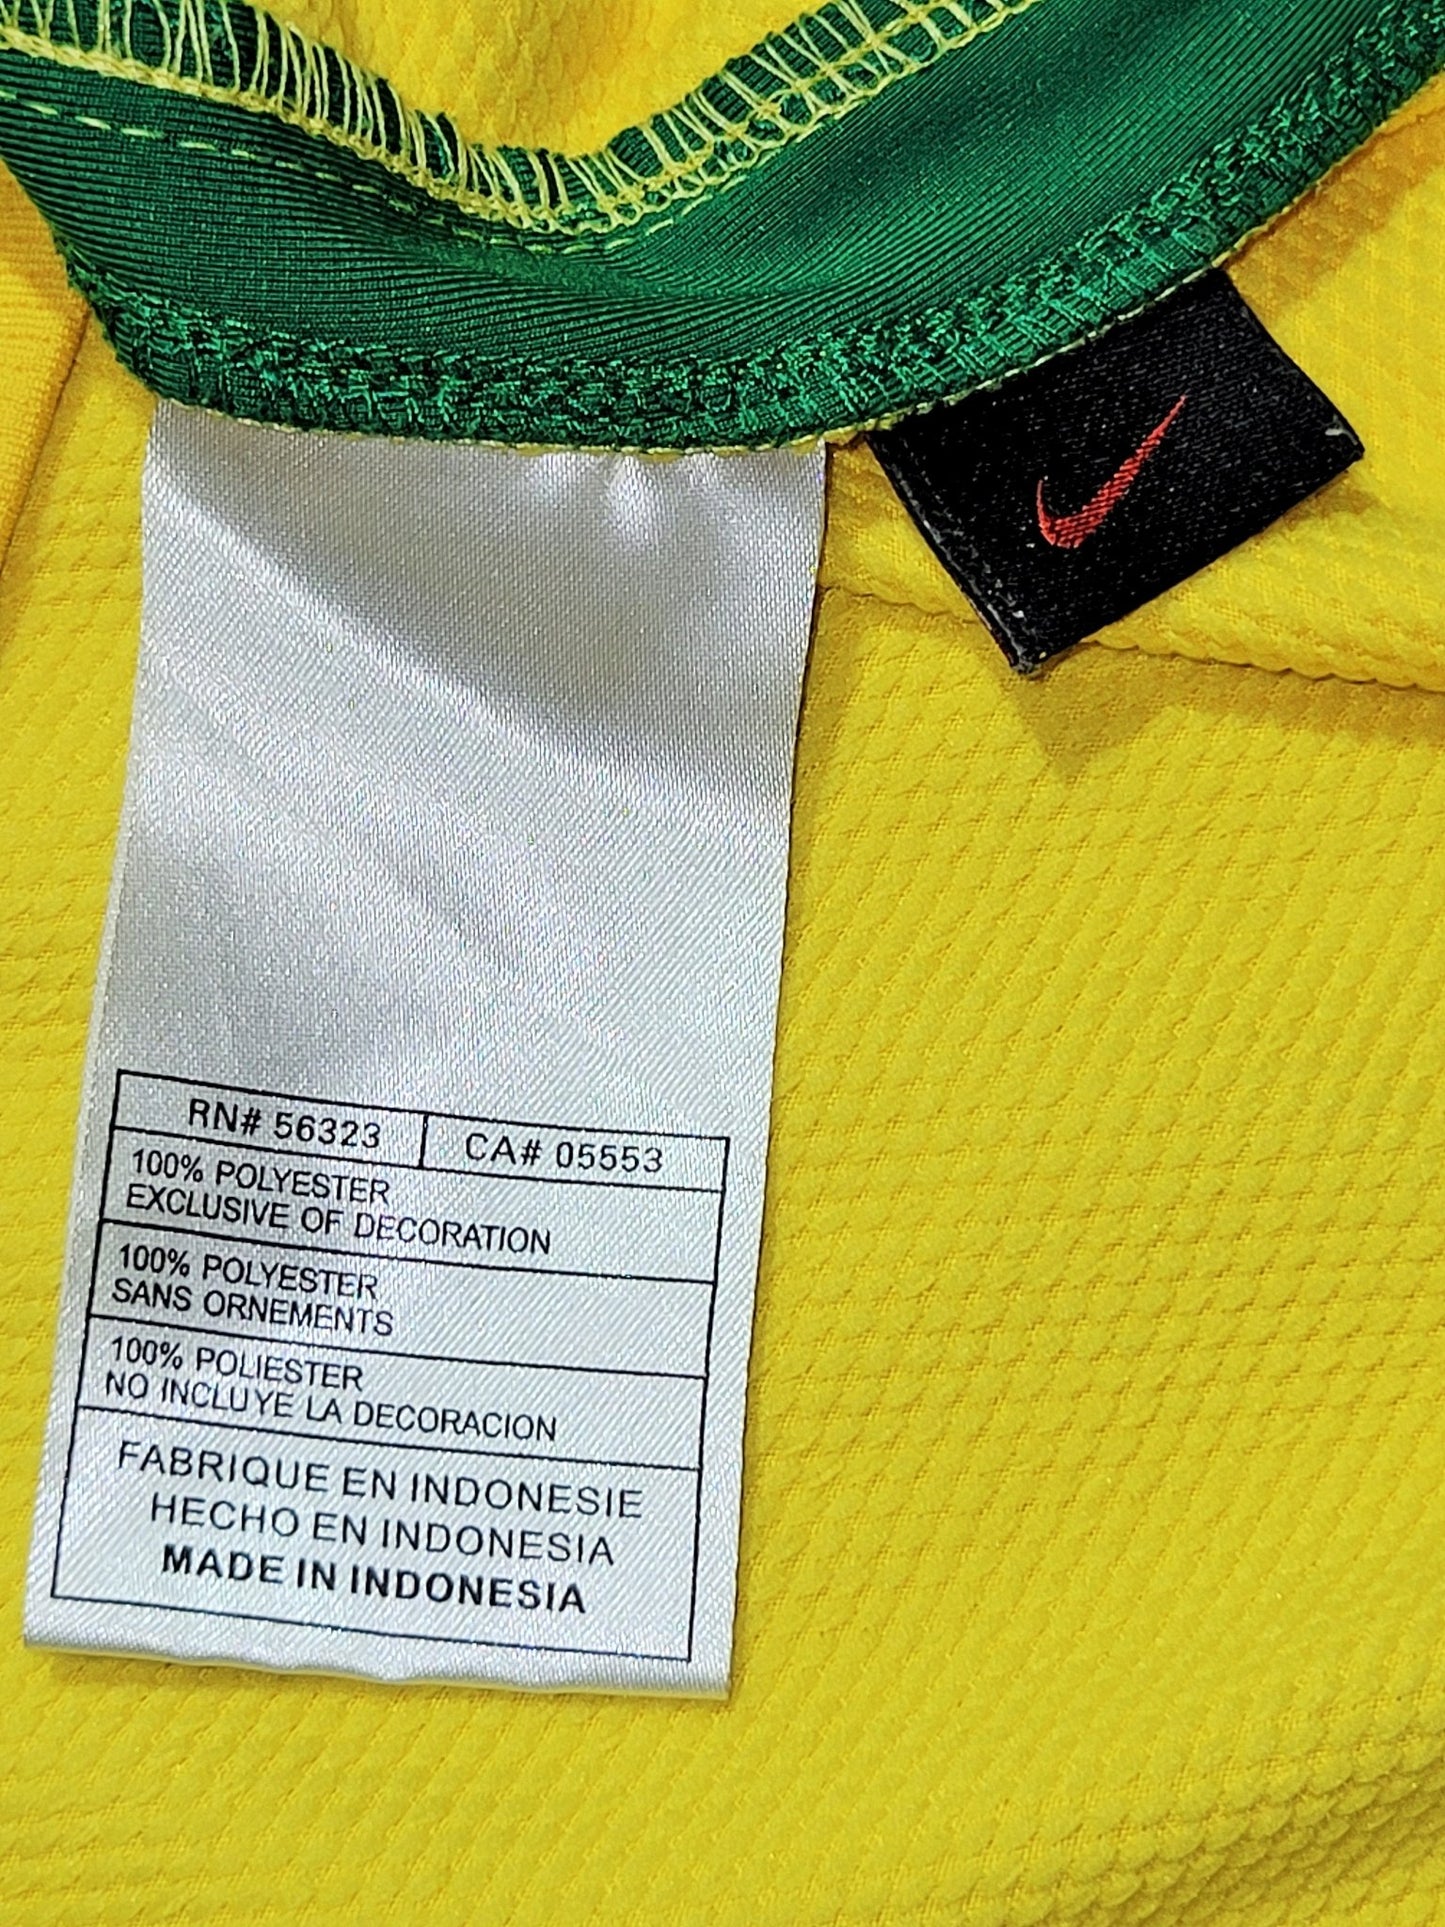 RN# 56323 CA# 05553
100% POLYESTER
EXCLUSIVE OF DECORATION
100% POLYESTER
SANS ORNEMENTS
100% POLIESTER
NO INCLUYE LA DECORACION
FABRIQUE EN INDONESIE
HECHO EN INDONESIA
MADE IN INDONESIA